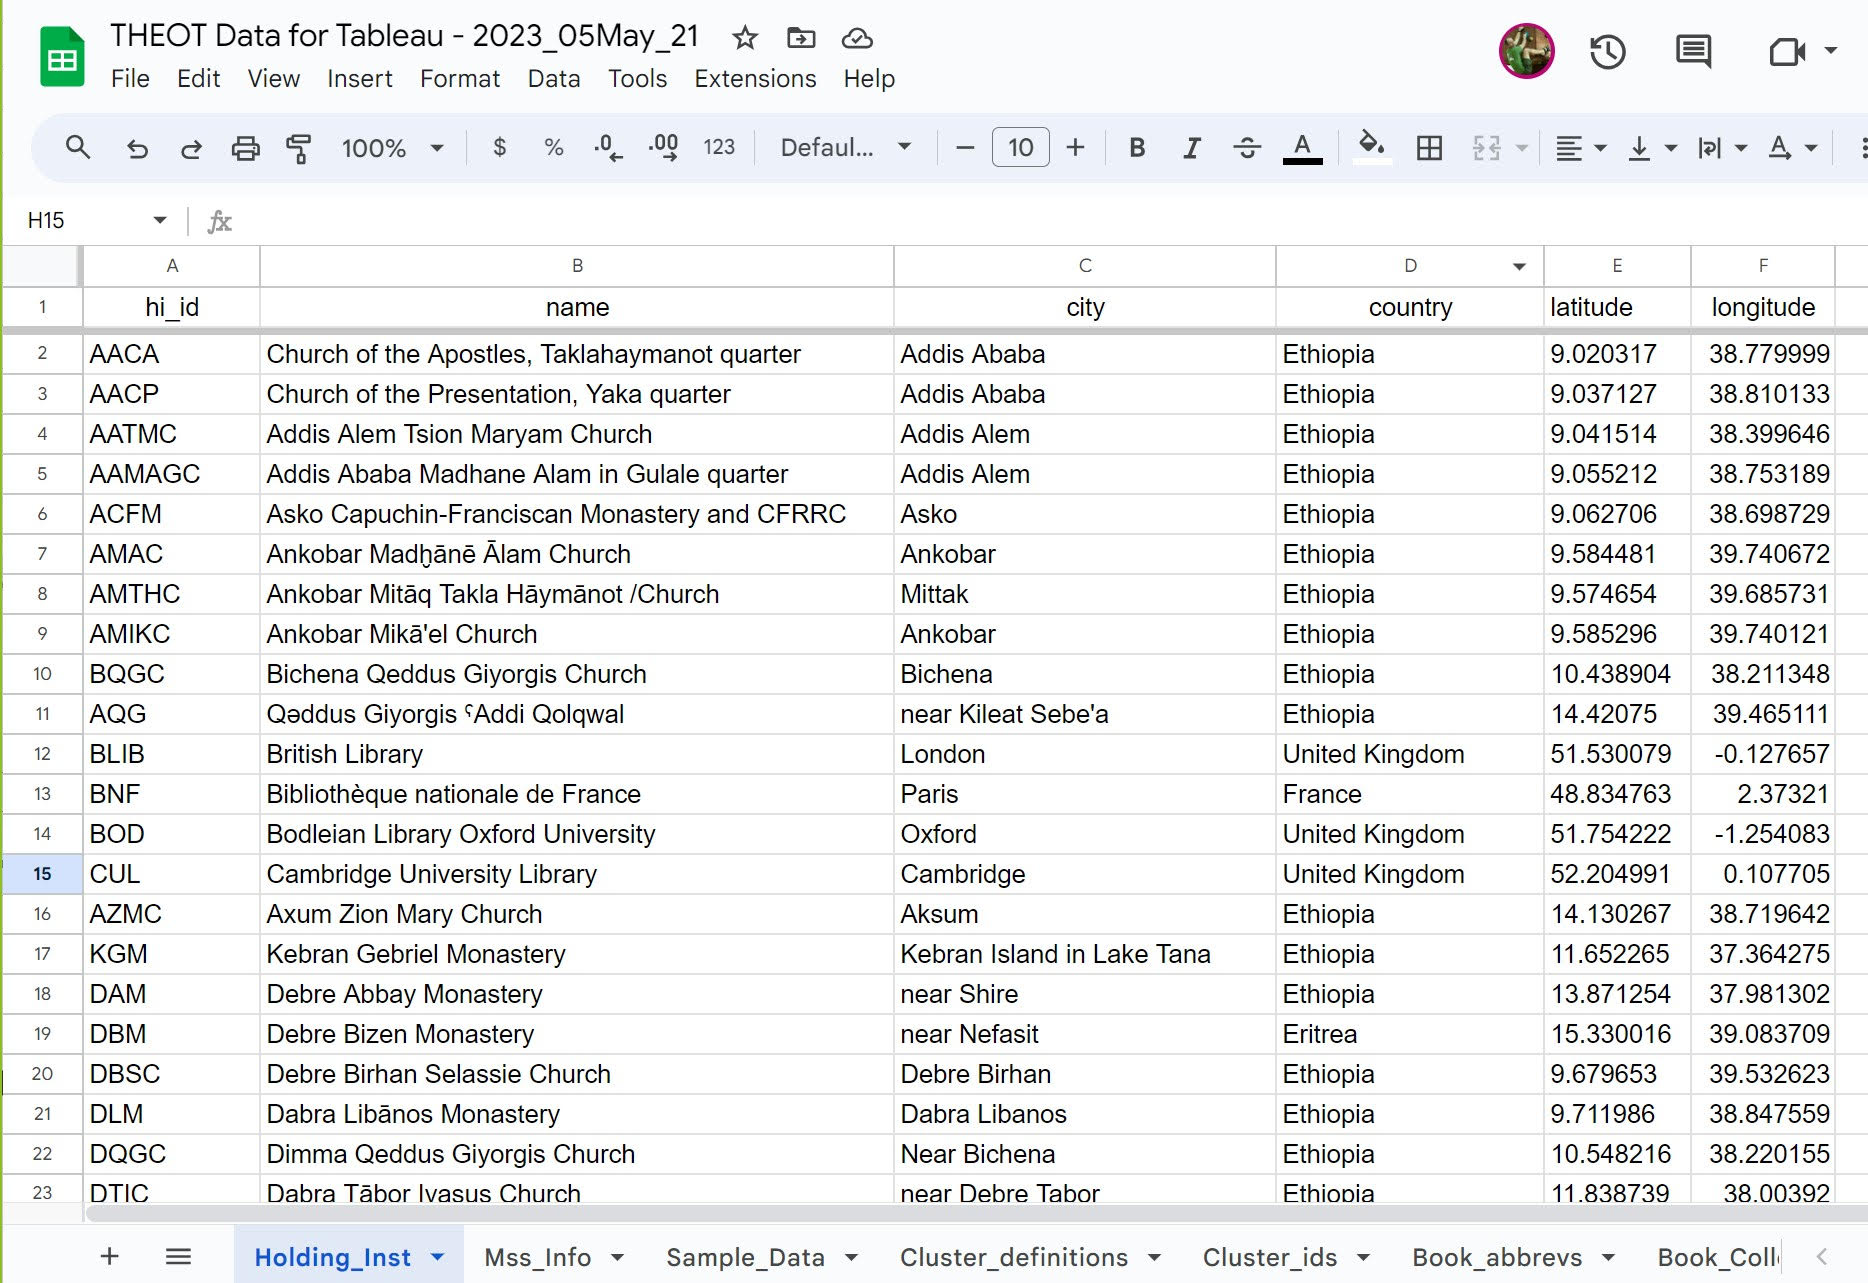 THEOT Data for Tableau - 2023_05May_21
File Edit View Insert Format Data Tools Extensions Help
100% $ % .0 .00 123 Defaul... 10 B I A
H15 fx
A B C D E F
1 hi_id name city country latitude longitude
2 AACA Church of the Apostles, Taklahaymanot quarter Addis Ababa Ethiopia 9.020317 38.779999
3 AACP Church of the Presentation, Yaka quarter Addis Ababa Ethiopia 9.037127 38.810133
4 AATMC Addis Alem Tsion Maryam Church Addis Alem Ethiopia 9.041514 38.399646
5 AAMAGC Addis Ababa Madhane Alam in Gulale quarter Addis Alem Ethiopia 9.055212 38.753189
6 ACFM Asko Capuchin-Franciscan Monastery and CFRRC Asko Ethiopia 9.062706 38.698729
7 AMAC Ankobar Madḫānē Ālam Church Ankobar Ethiopia 9.584481 39.740672
8 AMTHC Ankobar Mitāq Takla Hāymānot /Church Mittak Ethiopia 9.574654 39.685731
9 AMIKC Ankobar Mikā'el Church Ankobar Ethiopia 9.585296 39.740121
10 BQGC Bichena Qeddus Giyorgis Church Bichena Ethiopia 10.438904 38.211348
11 AQG Qəddus Giyorgis ʕAddi Qolqwal near Kileat Sebe'a Ethiopia 14.42075 39.465111
12 BLIB British Library London United Kingdom 51.530079 -0.127657
13 BNF Bibliothèque nationale de France Paris France 48.834763 2.37321
14 BOD Bodleian Library Oxford University Oxford United Kingdom 51.754222 -1.254083
15 CUL Cambridge University Library Cambridge United Kingdom 52.204991 0.107705
16 AZMC Axum Zion Mary Church Aksum Ethiopia 14.130267 38.719642
17 KGM Kebran Gebriel Monastery Kebran Island in Lake Tana Ethiopia 11.652265 37.364275
18 DAM Debre Abbay Monastery near Shire Ethiopia 13.871254 37.981302
19 DBM Debre Bizen Monastery near Nefasit Eritrea 15.330016 39.083709
20 DBSC Debre Birhan Selassie Church Debre Birhan Ethiopia 9.679653 39.532623
21 DLM Dabra Libānos Monastery Dabra Libanos Ethiopia 9.711986 38.847559
22 DQGC Dimma Qeddus Giyorgis Church Near Bichena Ethiopia 10.548216 38.220155
23 DTIC Dabra Tābor Iyasus Church near Debre Tabor Ethiopia 11.838739 38.00392
Holding_Inst Mss_Info Sample_Data Cluster_definitions Cluster_ids Book_abbrevs Book_Coll